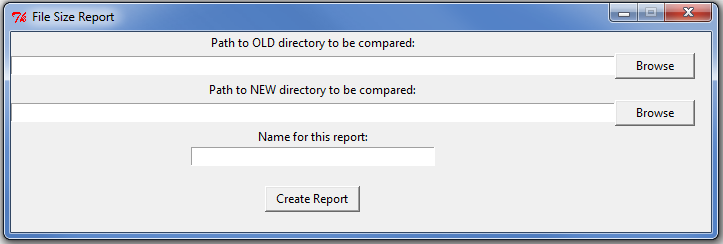 File Size Report
Path to OLD directory to be compared:
Browse
Path to NEW directory to be compared:
Browse
Name for this report:
Create Report